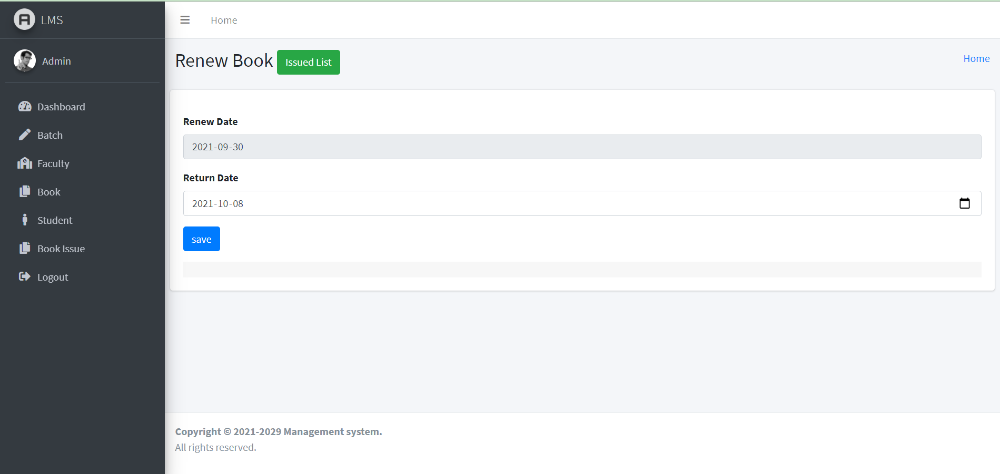 LMS
Admin
Dashboard
Batch
Faculty
Book
Student
Book Issue
Logout
Home
Renew Book
Issued List
Home
Renew Date
2021-09-30
Return Date
2021-10-08
save
Copyright © 2021-2029 Management system.
All rights reserved.